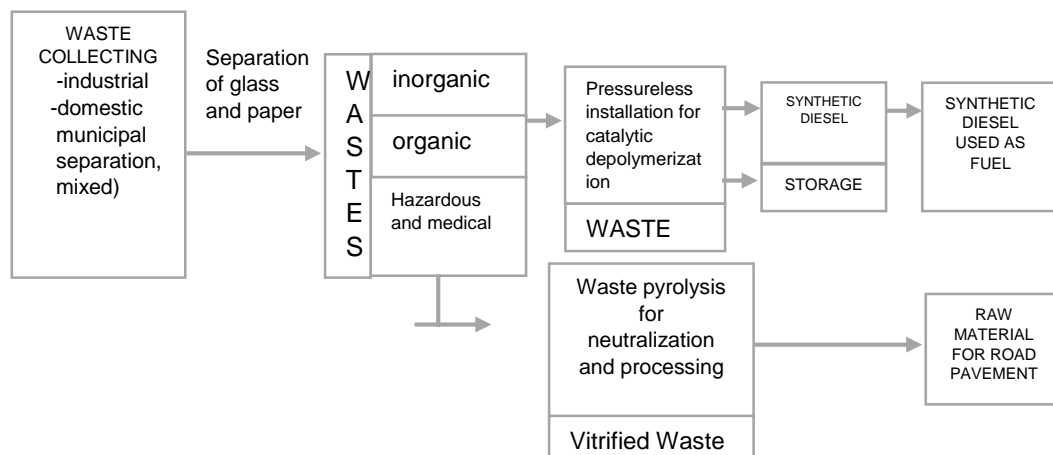 WASTE
COLLECTING
-industrial
-domestic
municipal
separation,
mixed)
Separation
of glass
and paper
W
A
S
T
E
S
inorganic
organic
Hazardous
and medical
Pressureless
installation for
catalytic
depolymerizat
ion
WASTE
SYNTHETIC
DIESEL
STORAGE
SYNTHETIC
DIESEL
USED AS
FUEL
Waste pyrolysis
for
neutralization
and processing
Vitrified Waste
RAW
MATERIAL
FOR ROAD
PAVEMENT